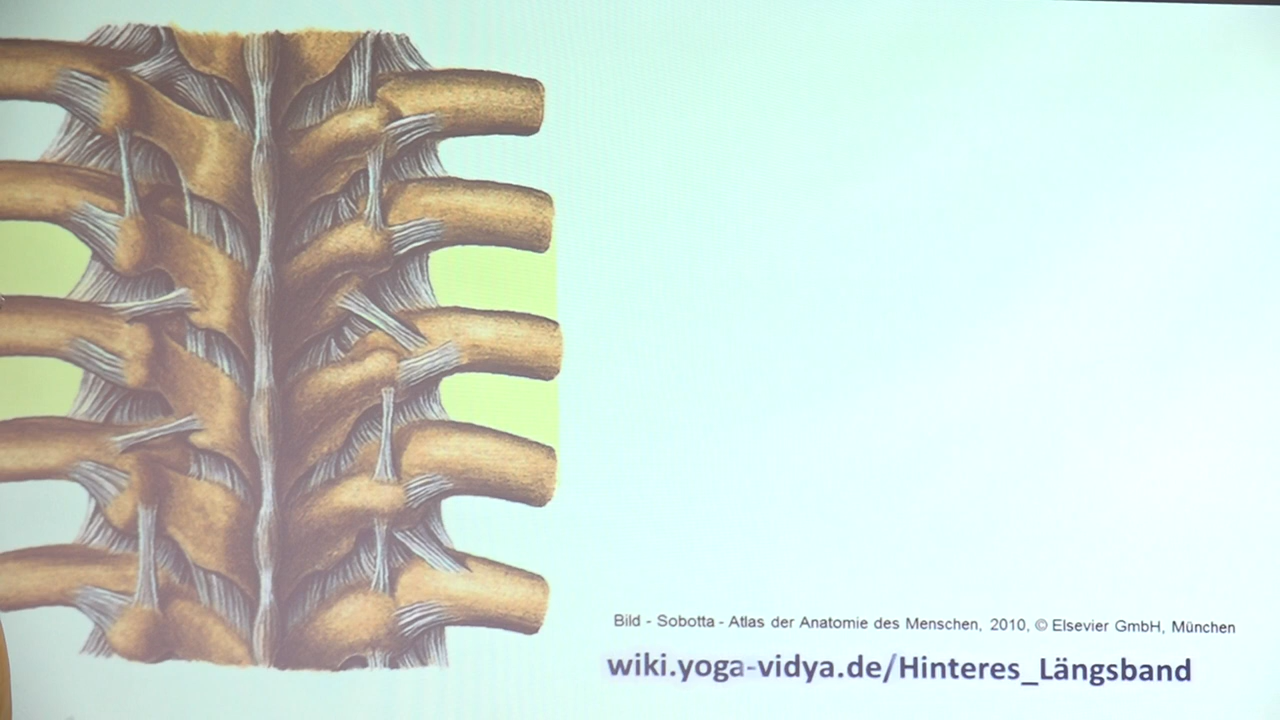 Bild - Sobotta - Atlas der Anatomie des Menschen, 2010, © Elsevier GmbH, München
wiki.yoga-vidya.de/Hinteres_Längsband